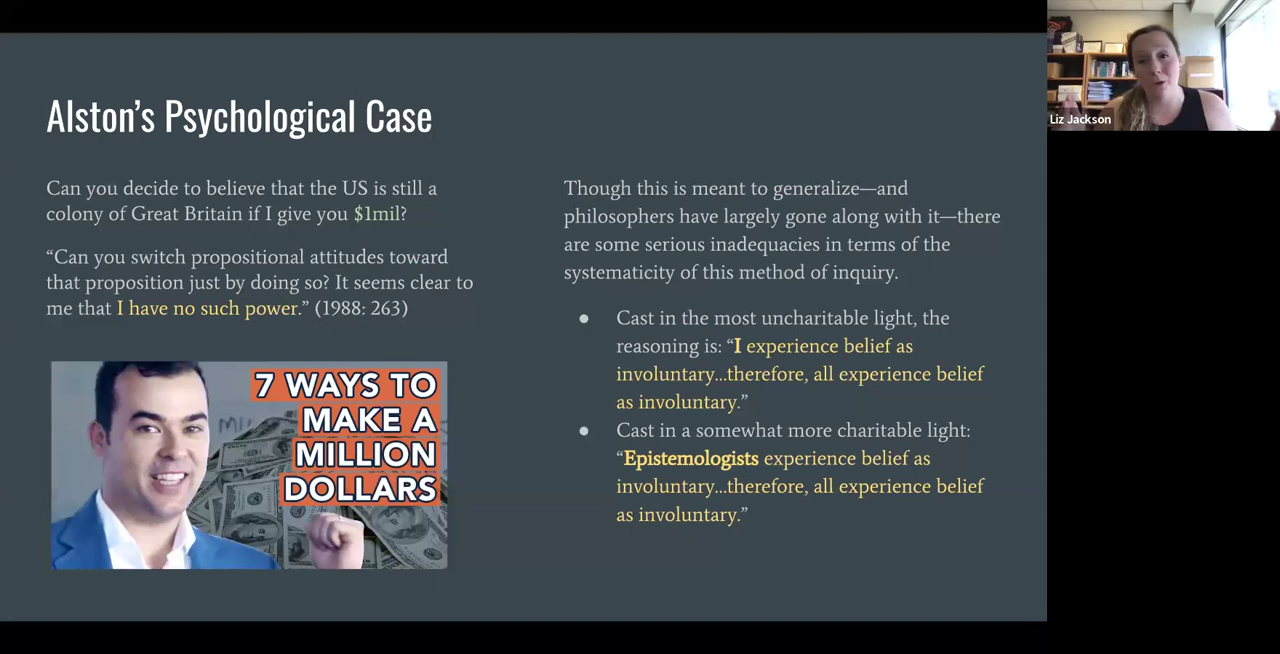 Alston’s Psychological Case
Can you decide to believe that the US is still a
colony of Great Britain if I give you $1mil?
“Can you switch propositional attitudes toward
that proposition just by doing so? It seems clear to
me that I have no such power.” (1988: 263)
7 WAYS TO
MAKE A
MILLION
DOLLARS
Though this is meant to generalize—and
philosophers have largely gone along with it—there
are some serious inadequacies in terms of the
systematicity of this method of inquiry.
● Cast in the most uncharitable light, the
reasoning is: “I experience belief as
involuntary...therefore, all experience belief
as involuntary.”
● Cast in a somewhat more charitable light:
“Epistemologists experience belief as
involuntary...therefore, all experience belief
as involuntary.”
Liz Jackson